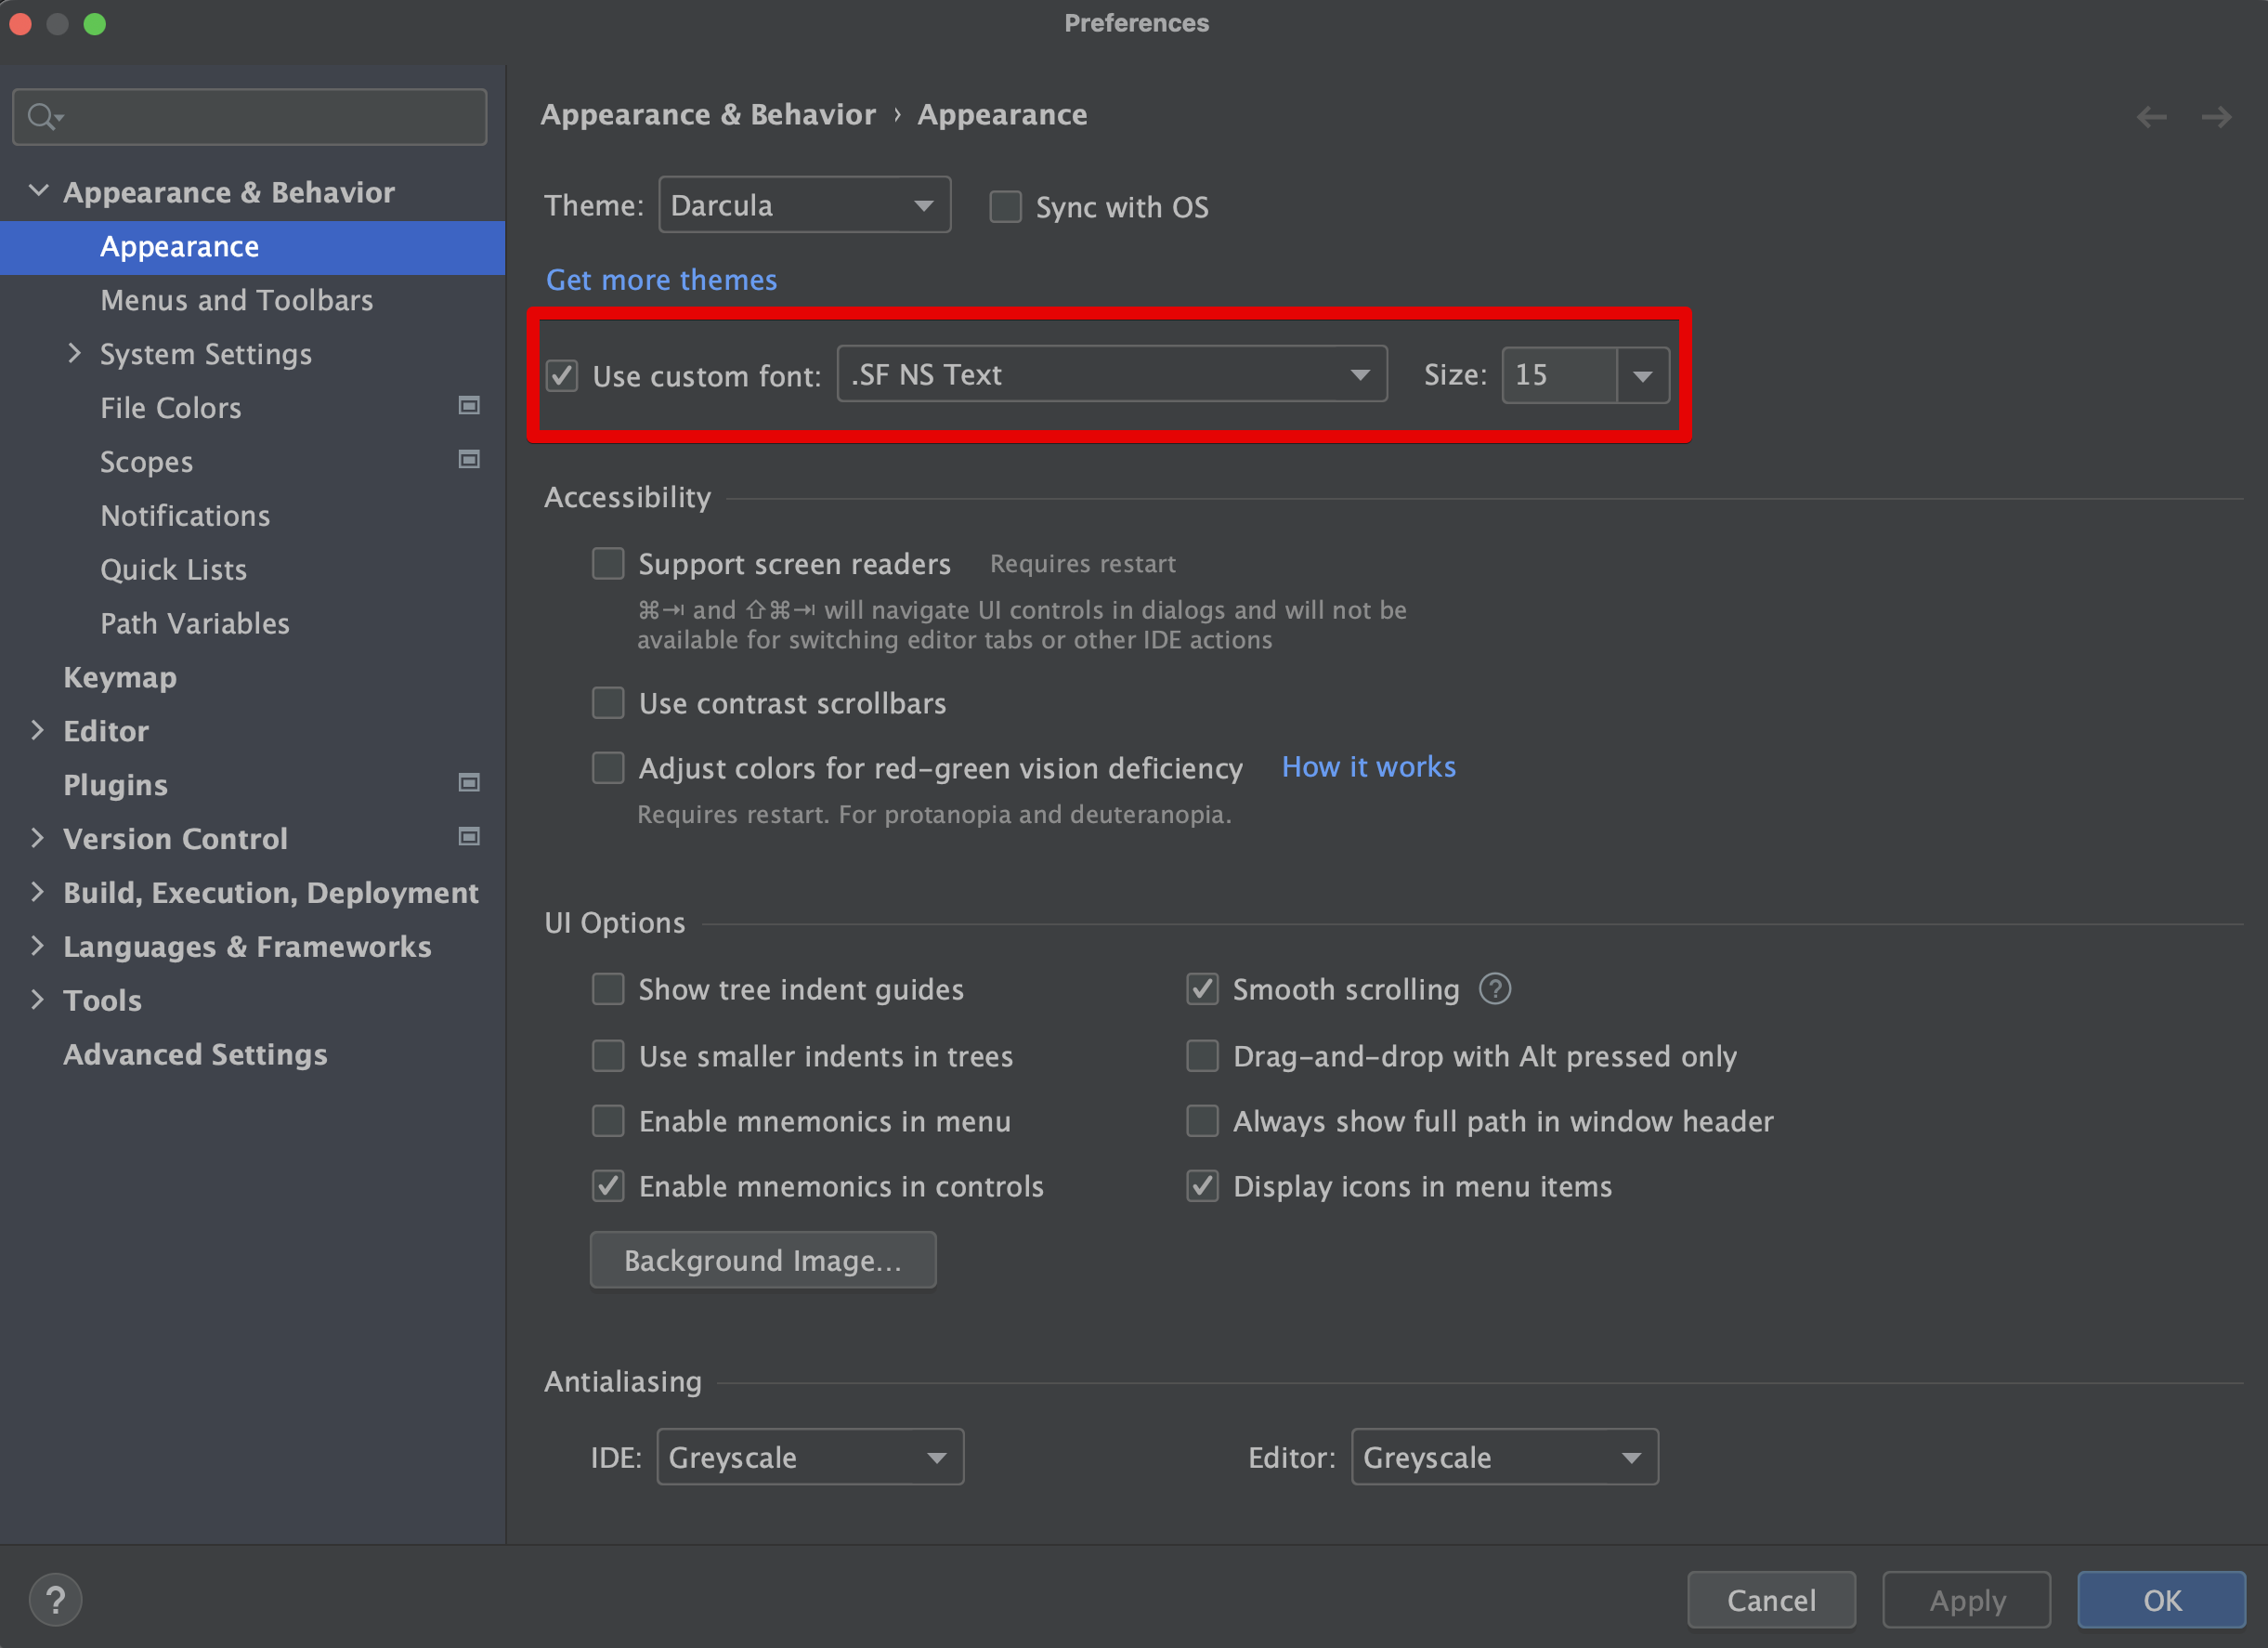 Preferences
Appearance & Behavior
Appearance
Menus and Toolbars
System Settings
File Colors
Scopes
Notifications
Quick Lists
Path Variables
Keymap
Editor
Plugins
Version Control
Build, Execution, Deployment
Languages & Frameworks
Tools
Advanced Settings
Appearance & Behavior › Appearance
Theme: Darcula Sync with OS
Get more themes
Use custom font: .SF NS Text Size: 15
Accessibility
Support screen readers Requires restart
⌘⇥ and ⇧⌘⇥ will navigate UI controls in dialogs and will not be
available for switching editor tabs or other IDE actions
Use contrast scrollbars
Adjust colors for red-green vision deficiency How it works
Requires restart. For protanopia and deuteranopia.
UI Options
Show tree indent guides Smooth scrolling ?
Use smaller indents in trees Drag-and-drop with Alt pressed only
Enable mnemonics in menu Always show full path in window header
Enable mnemonics in controls Display icons in menu items
Background Image...
Antialiasing
IDE: Greyscale Editor: Greyscale
? Cancel Apply OK